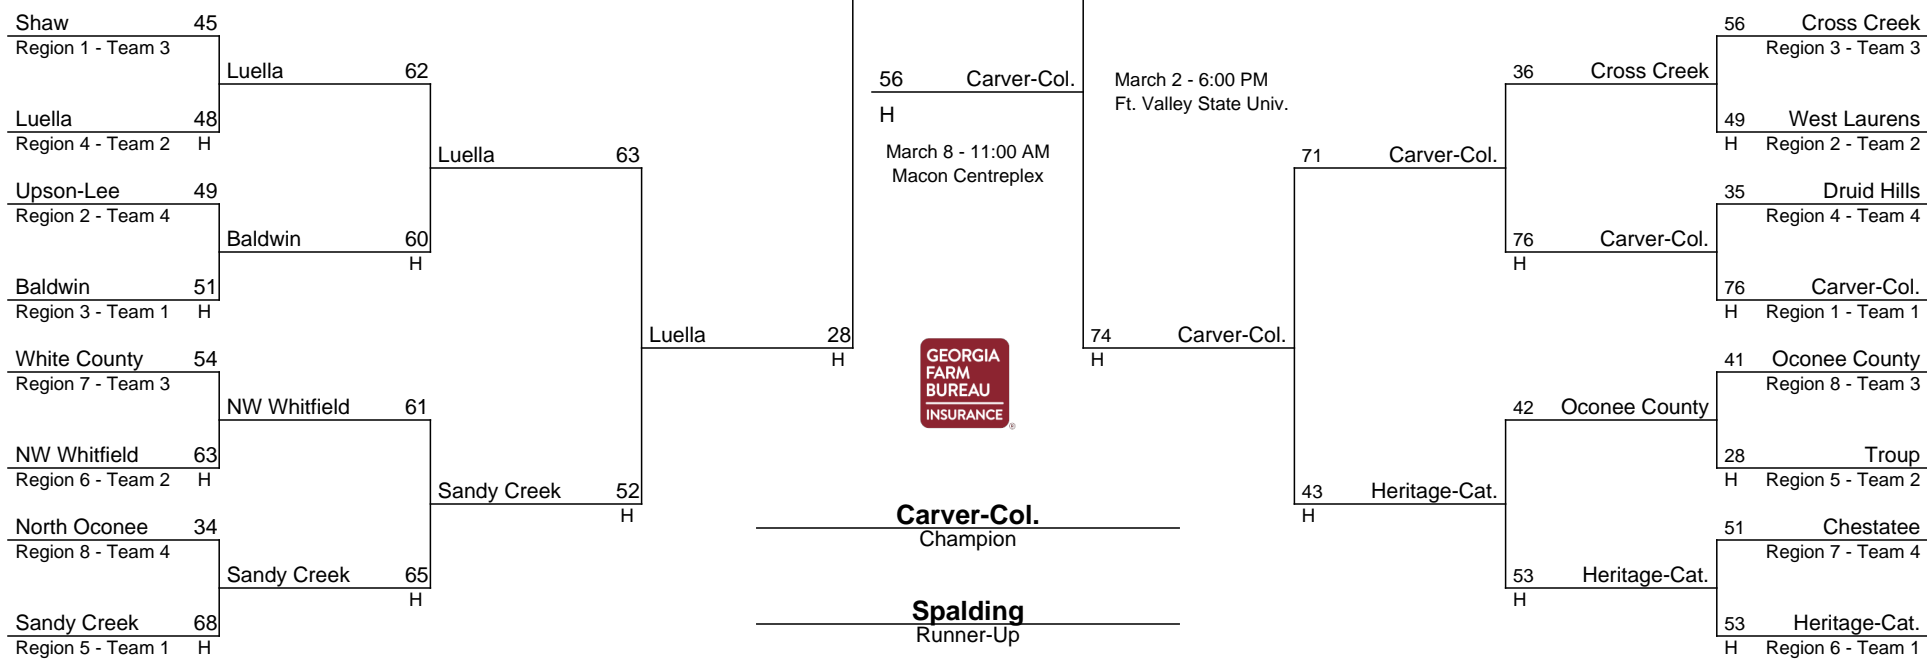 Shaw 45
Region 1 - Team 3
Luella 62
Luella 48
Region 4 - Team 2 H
Luella 63
Upson-Lee 49
Region 2 - Team 4
Baldwin 60
H
Baldwin 51
Region 3 - Team 1 H
Luella 28
H
White County 54
Region 7 - Team 3
NW Whitfield 61
NW Whitfield 63
Region 6 - Team 2 H
Sandy Creek 52
H
North Oconee 34
Region 8 - Team 4
Sandy Creek 65
H
Sandy Creek 68
Region 5 - Team 1 H
56 Carver-Col.
H
March 8 - 11:00 AM
Macon Centreplex
GEORGIA
FARM
BUREAU
INSURANCE
®
Carver-Col.
Champion
Spalding
Runner-Up
March 2 - 6:00 PM
Ft. Valley State Univ.
56 Cross Creek
Region 3 - Team 3
36 Cross Creek
49 West Laurens
H Region 2 - Team 2
71 Carver-Col.
35 Druid Hills
Region 4 - Team 4
76 Carver-Col.
H
76 Carver-Col.
H Region 1 - Team 1
74 Carver-Col.
H
41 Oconee County
Region 8 - Team 3
42 Oconee County
28 Troup
H Region 5 - Team 2
43 Heritage-Cat.
H
51 Chestatee
Region 7 - Team 4
53 Heritage-Cat.
H
53 Heritage-Cat.
H Region 6 - Team 1